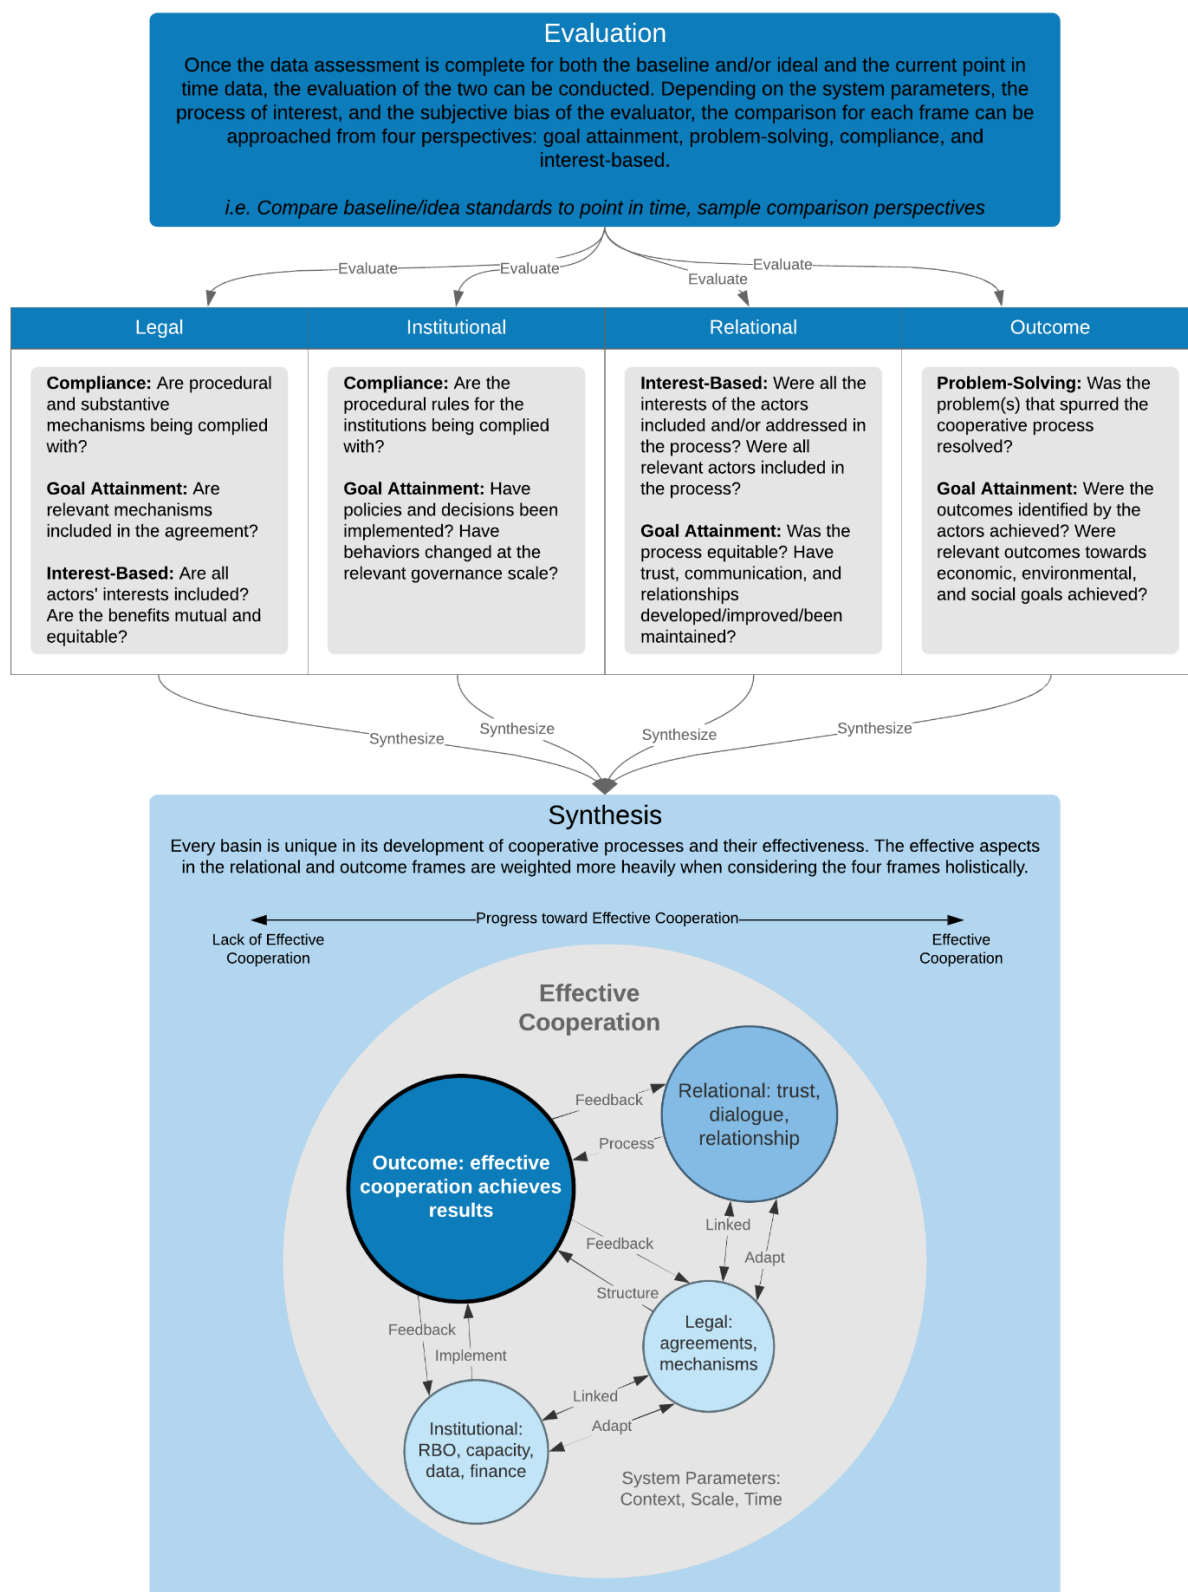 Evaluation
Once the data assessment is complete for both the baseline and/or ideal and the current point in
time data, the evaluation of the two can be conducted. Depending on the system parameters, the
process of interest, and the subjective bias of the evaluator, the comparison for each frame can be
approached from four perspectives: goal attainment, problem-solving, compliance, and
interest-based.
i.e. Compare baseline/idea standards to point in time, sample comparison perspectives
Evaluate
Evaluate
Evaluate
Evaluate
Legal
Institutional
Relational
Outcome
Compliance: Are procedural
and substantive
mechanisms being complied
with?
Goal Attainment: Are
relevant mechanisms
included in the agreement?
Interest-Based: Are all
actors' interests included?
Are the benefits mutual and
equitable?
Compliance: Are the
procedural rules for the
institutions being complied
with?
Goal Attainment: Have
policies and decisions been
implemented? Have
behaviors changed at the
relevant governance scale?
Interest-Based: Were all the
interests of the actors
included and/or addressed in
the process? Were all
relevant actors included in
the process?
Goal Attainment: Was the
process equitable? Have
trust, communication, and
relationships
developed/improved/been
maintained?
Problem-Solving: Was the
problem(s) that spurred the
cooperative process
resolved?
Goal Attainment: Were the
outcomes identified by the
actors achieved? Were
relevant outcomes towards
economic, environmental,
and social goals achieved?
Synthesize
Synthesize
Synthesize
Synthesize
Synthesis
Every basin is unique in its development of cooperative processes and their effectiveness. The effective aspects
in the relational and outcome frames are weighted more heavily when considering the four frames holistically.
Progress toward Effective Cooperation
Lack of Effective
Cooperation
Effective
Cooperation
Effective
Cooperation
Relational: trust,
dialogue,
relationship
Feedback
Process
Outcome: effective
cooperation achieves
results
Linked
Adapt
Feedback
Structure
Legal:
agreements,
mechanisms
Feedback
Implement
Linked
Adapt
Institutional:
RBO, capacity,
data, finance
System Parameters:
Context, Scale, Time